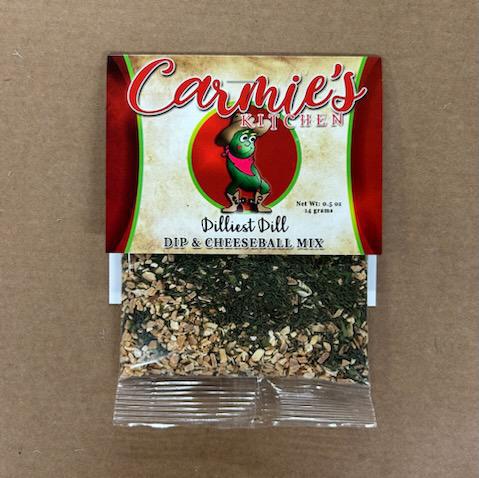 Carmie's
KITCHEN
Net Wt: 0.5 oz
14 grams
Dilliest Dill
DIP & CHEESEBALL MIX